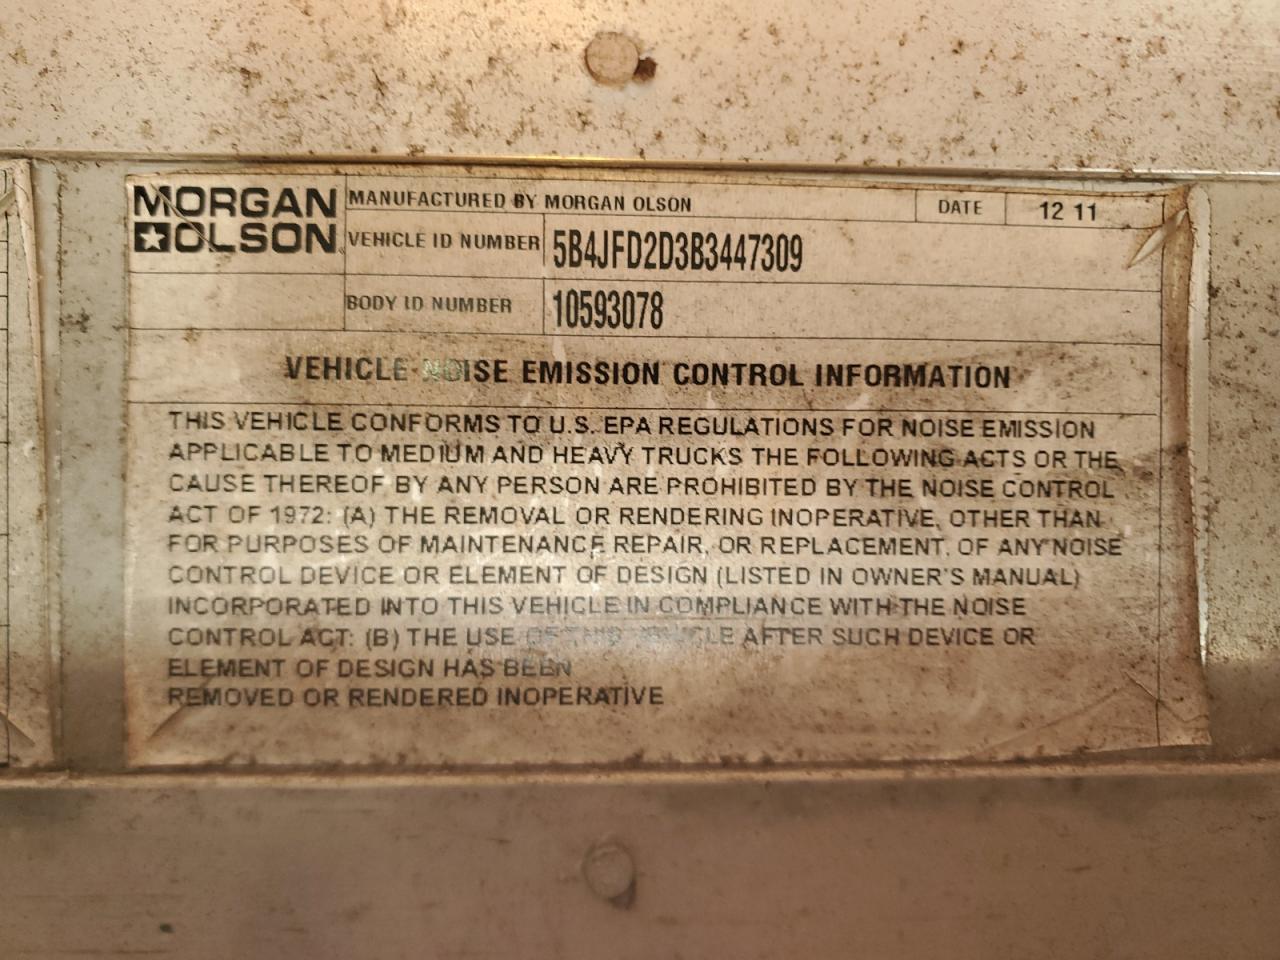 MORGAN OLSON
MANUFACTURED BY MORGAN OLSON DATE 12 11
VEHICLE ID NUMBER 5B4JFD2D3B3447309
BODY ID NUMBER 10593078
VEHICLE NOISE EMISSION CONTROL INFORMATION
THIS VEHICLE CONFORMS TO U.S. EPA REGULATIONS FOR NOISE EMISSION
APPLICABLE TO MEDIUM AND HEAVY TRUCKS THE FOLLOWING ACTS OR THE
CAUSE THEREOF BY ANY PERSON ARE PROHIBITED BY THE NOISE CONTROL
ACT OF 1972: (A) THE REMOVAL OR RENDERING INOPERATIVE, OTHER THAN
FOR PURPOSES OF MAINTENANCE REPAIR, OR REPLACEMENT, OF ANY NOISE
CONTROL DEVICE OR ELEMENT OF DESIGN (LISTED IN OWNER'S MANUAL)
INCORPORATED INTO THIS VEHICLE IN COMPLIANCE WITH THE NOISE
CONTROL ACT: (B) THE USE OF THIS VEHICLE AFTER SUCH DEVICE OR
ELEMENT OF DESIGN HAS BEEN
REMOVED OR RENDERED INOPERATIVE